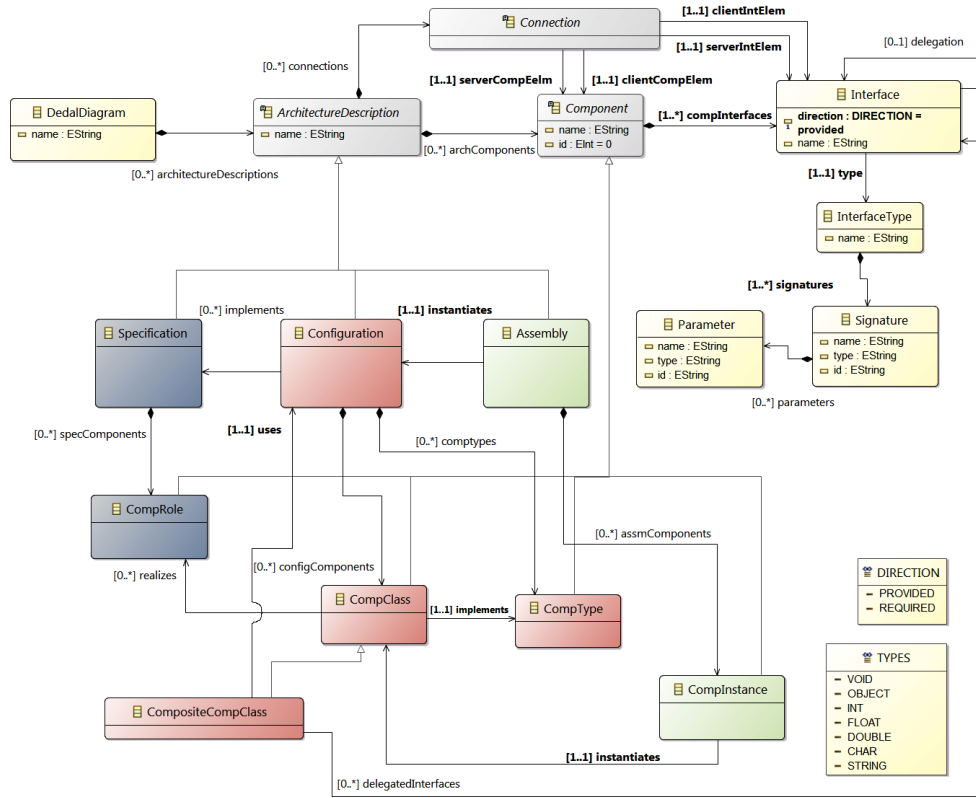 [1..1] clientIntElem
Connection
[0..1] delegation
[1..1] serverIntElem
[0..*] connections
[1..1] serverCompEelm
[1..1] clientCompElem
DedalDiagram
name : EString
ArchitectureDescription
name : EString
Component
name : EString
id : EInt = 0
[1..*] compInterfaces
Interface
direction : DIRECTION =
provided
name : EString
[0..*] archComponents
[0..*] architectureDescriptions
[1..1] type
InterfaceType
name : EString
[1..*] signatures
[0..*] implements
[1..1] instantiates
Specification
Configuration
Assembly
Parameter
name : EString
type : EString
id : EString
Signature
name : EString
type : EString
id : EString
[0..*] parameters
[0..*] specComponents
[1..1] uses
[0..*] comptypes
CompRole
[0..*] assmComponents
[0..*] realizes
[0..*] configComponents
CompClass
[1..1] implements
CompType
DIRECTION
PROVIDED
REQUIRED
TYPES
VOID
OBJECT
INT
FLOAT
DOUBLE
CHAR
STRING
CompInstance
CompositeCompClass
[1..1] instantiates
[0..*] delegatedInterfaces